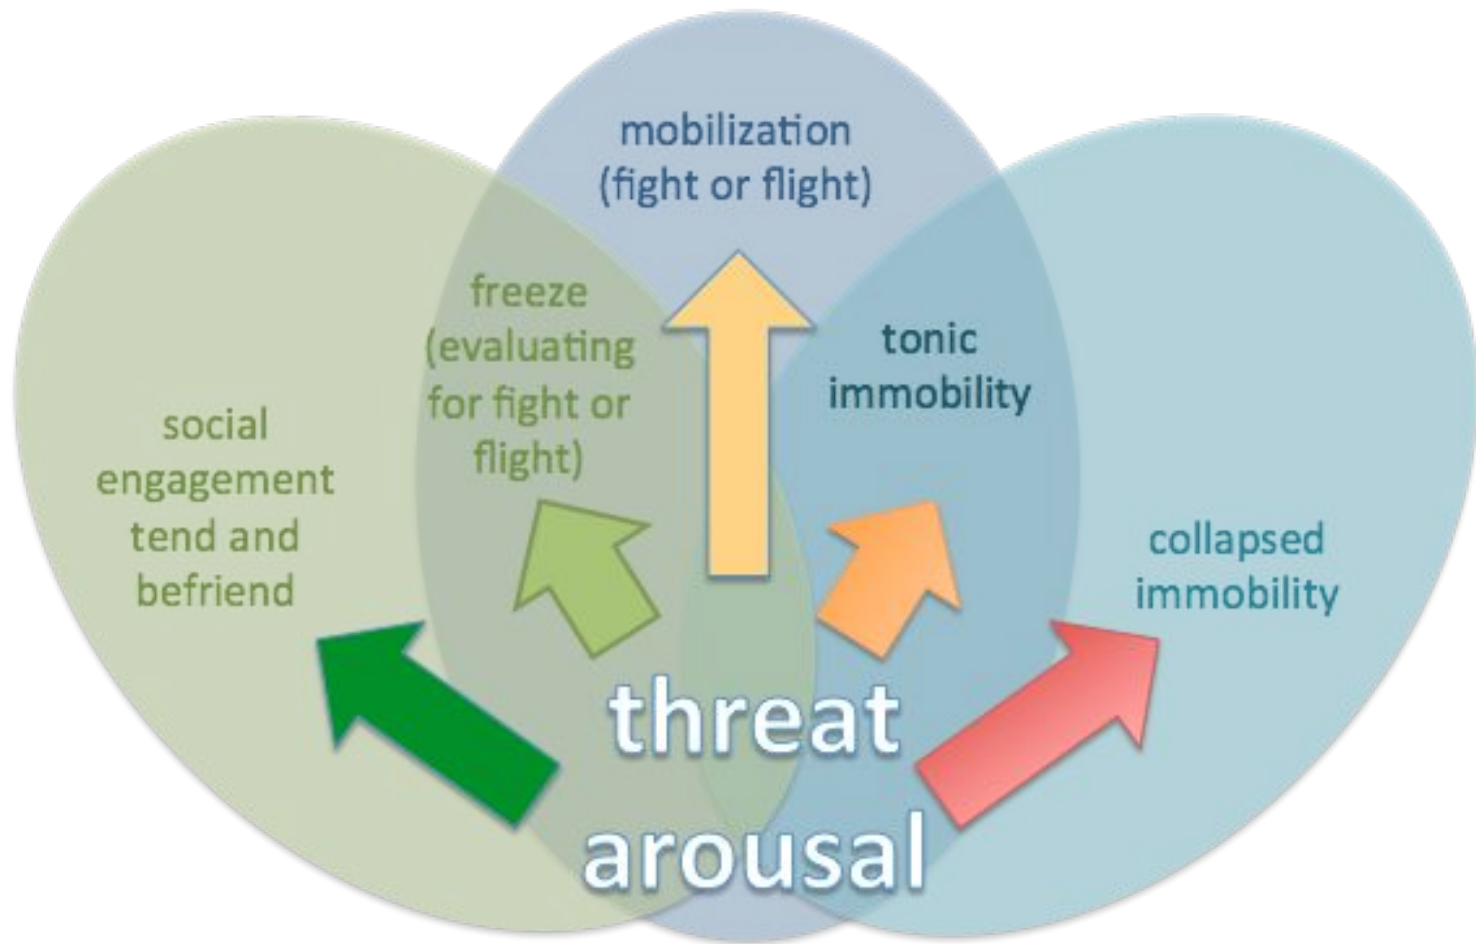 mobilization
(fight or flight)
freeze
(evaluating
for fight or
flight)
tonic
immobility
social
engagement
tend and
befriend
collapsed
immobility
threat
arousal